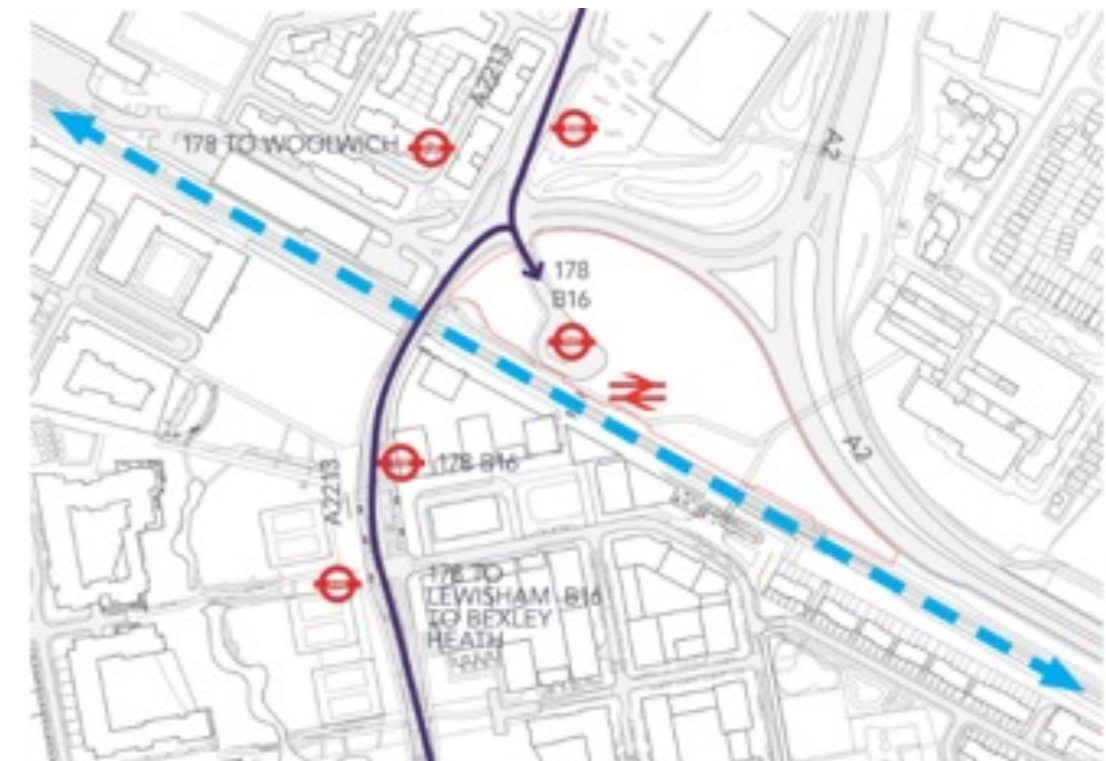 A2213
178 TO WOOLWICH
A2
178
B16
A2
178 B16
A2213
178 TO
LEWISHAM B16
TO BEXLEY
HEATH